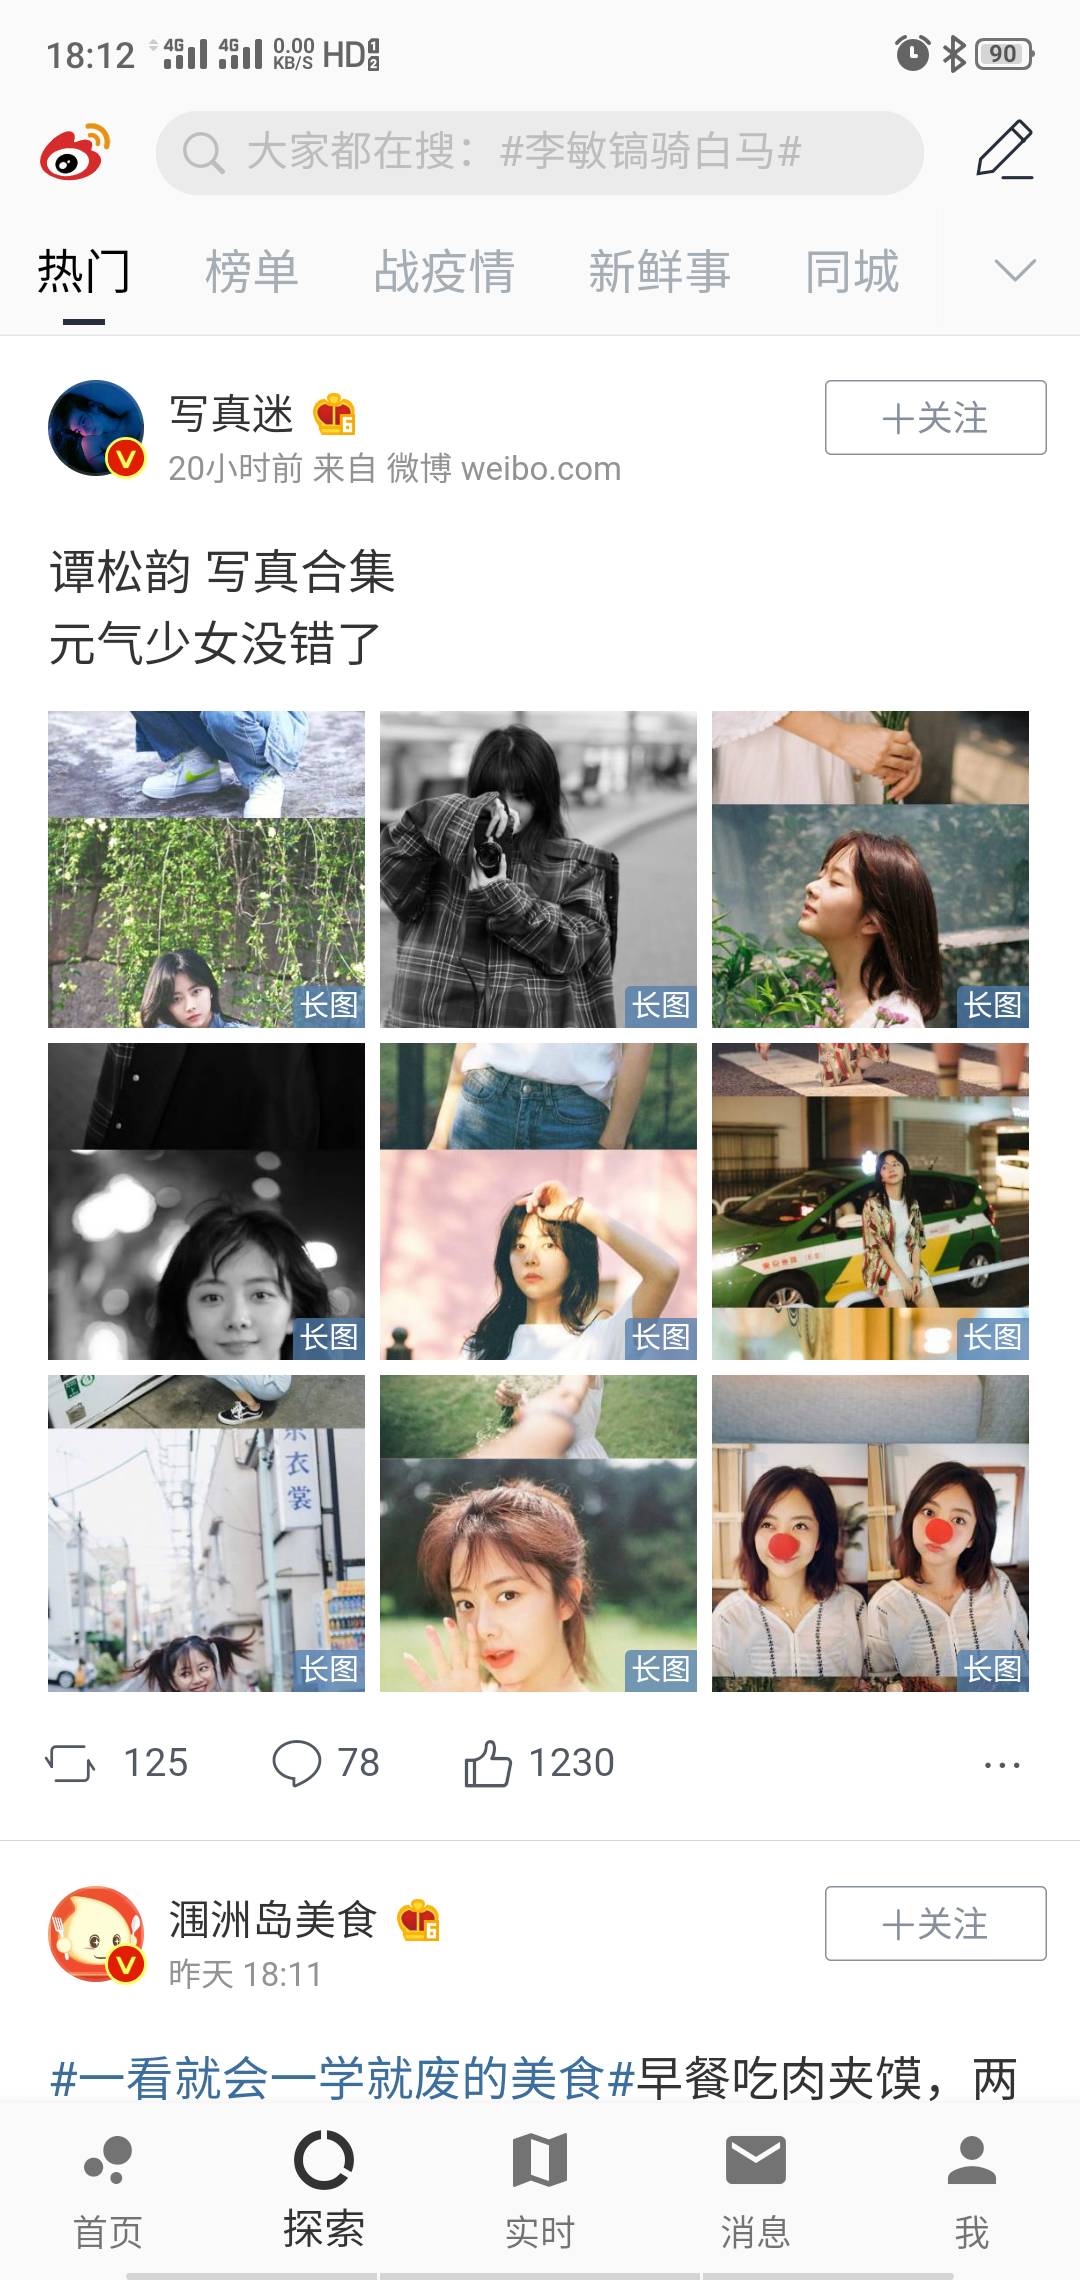 18:12 4G 4G 0.00 KB/S HD 1 2 90
大家都在搜：#李敏镐骑白马#
热门 榜单 战疫情 新鲜事 同城
写真迷 6
+关注
20小时前 来自 微博 weibo.com
谭松韵 写真合集
元气少女没错了
长图 长图 长图
长图 长图 长图
衣裳
长图 长图 长图
125 78 1230
涠洲岛美食 6
+关注
昨天 18:11
#一看就会一学就废的美食#早餐吃肉夹馍，两
首页 探索 实时 消息 我